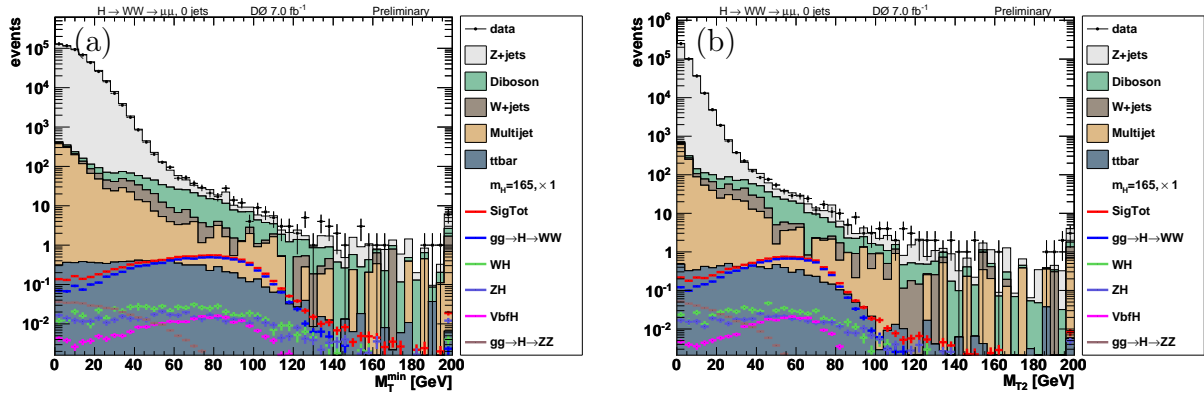 H→ WW→ μμ, 0 jets DØ 7.0 fb⁻¹ Preliminary
(a)
events
10⁵
10⁴
10³
10²
10
1
10⁻¹
10⁻²
0 20 40 60 80 100 120 140 160 180 200
M_T^min [GeV]
data
Z+jets
Diboson
W+jets
Multijet
ttbar
m_H=165,× 1
SigTot
gg→H→WW
WH
ZH
VbfH
gg→H→ZZ
H→ WW→ μμ, 0 jets DØ 7.0 fb⁻¹ Preliminary
(b)
events
10⁶
10⁵
10⁴
10³
10²
10
1
10⁻¹
10⁻²
0 20 40 60 80 100 120 140 160 180 200
M_T2 [GeV]
data
Z+jets
Diboson
W+jets
Multijet
ttbar
m_H=165,× 1
SigTot
gg→H→WW
WH
ZH
VbfH
gg→H→ZZ